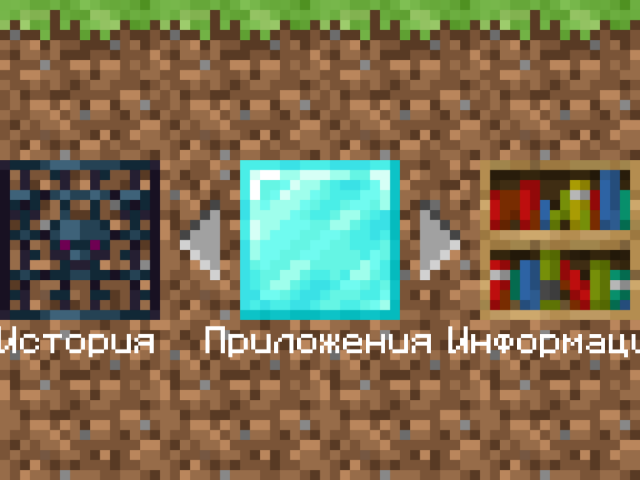 История Приложения Информаци